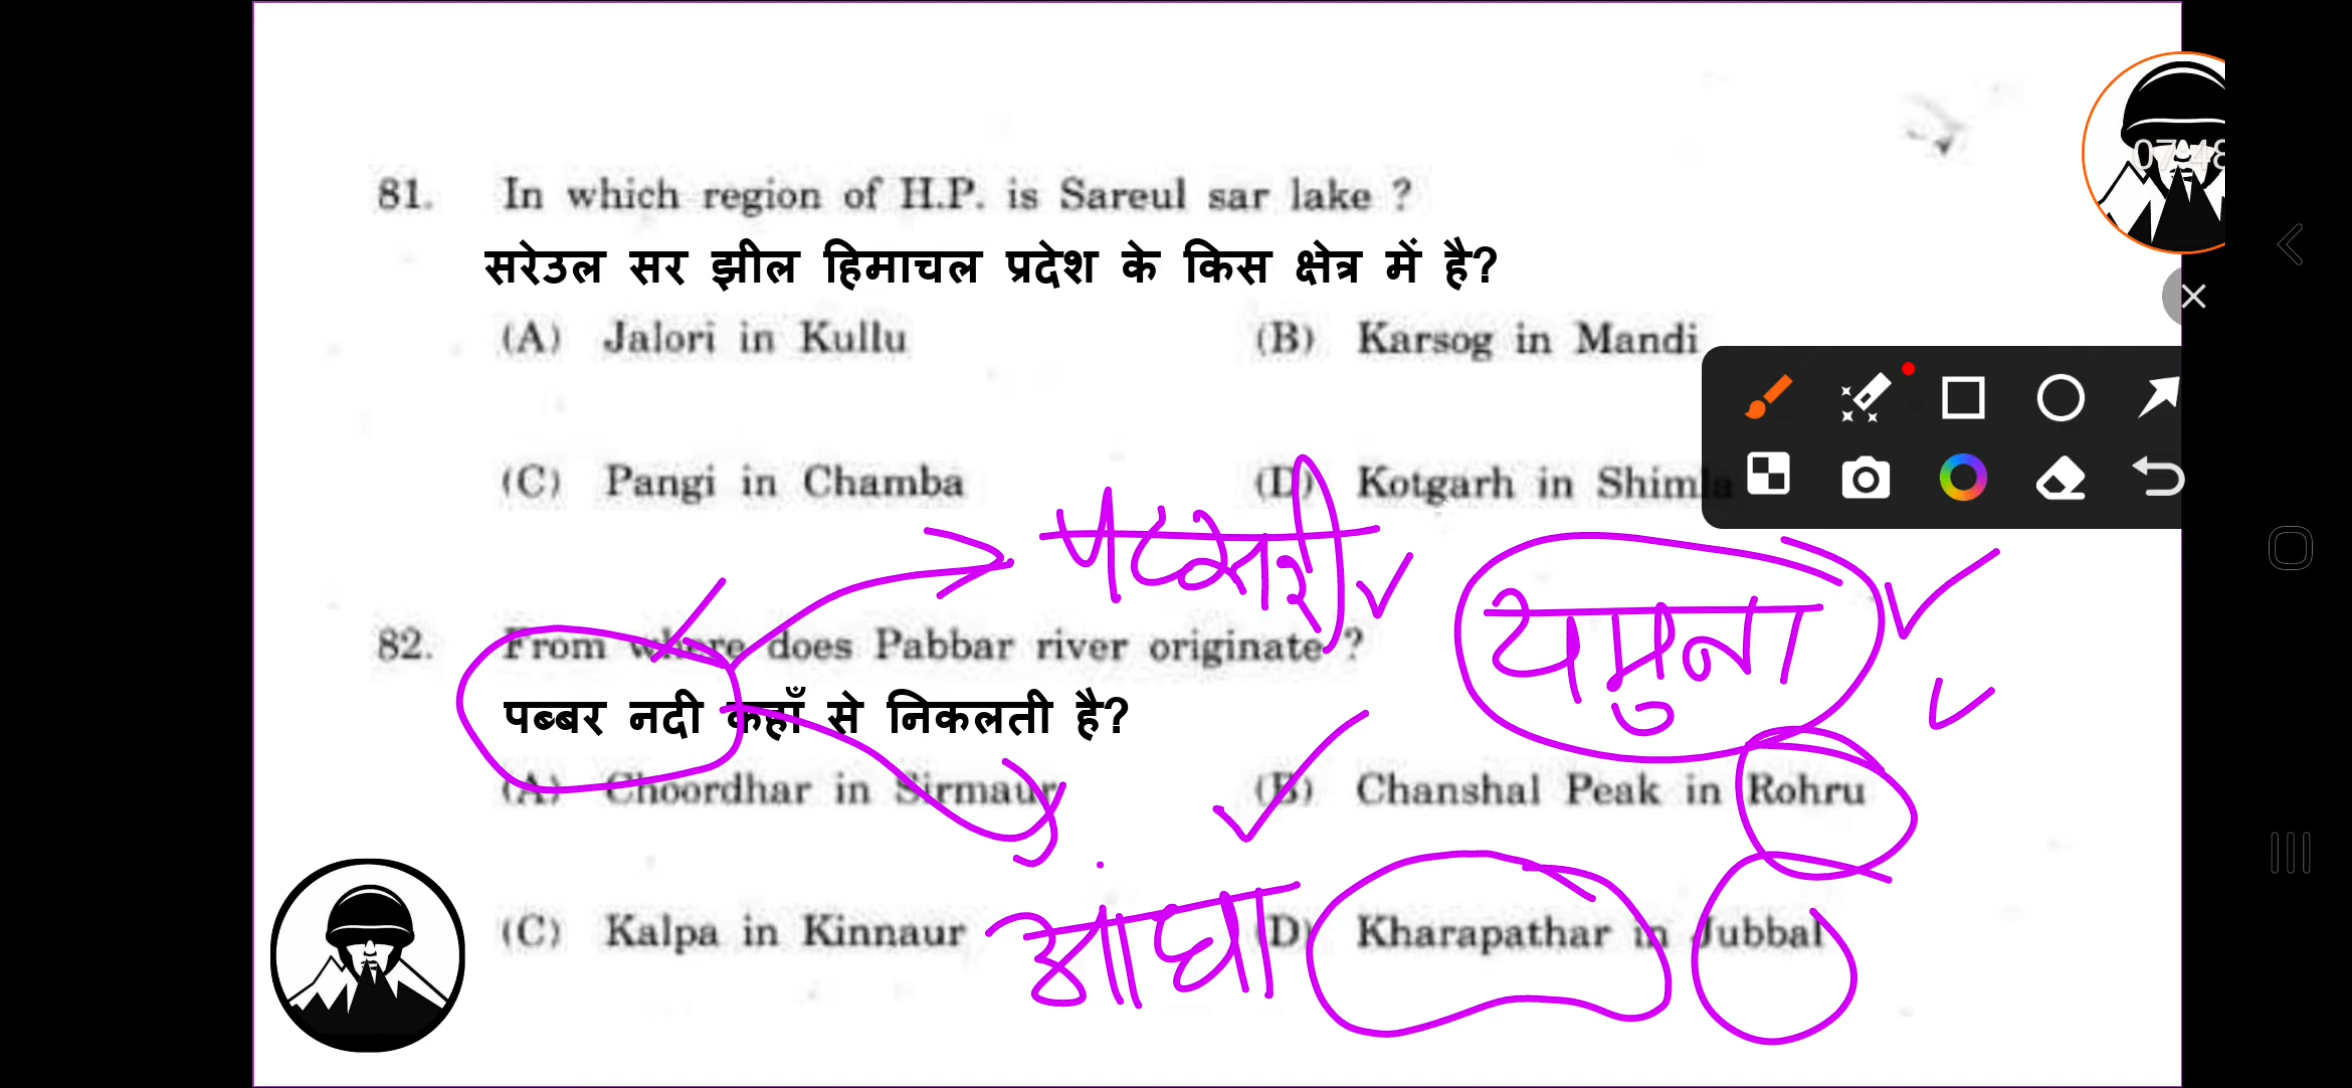 07:48
81. In which region of H.P. is Sareul sar lake ?
सरेउल सर झील हिमाचल प्रदेश के किस क्षेत्र में है?
(A) Jalori in Kullu (B) Karsog in Mandi
(C) Pangi in Chamba (D) Kotgarh in Shimla
यमुना
82. From where does Pabbar river originate ?
पब्बर नदी कहाँ से निकलती है?
(A) Choordhar in Sirmaur (B) Chanshal Peak in Rohru
(C) Kalpa in Kinnaur (D) Kharapathar in Jubbal